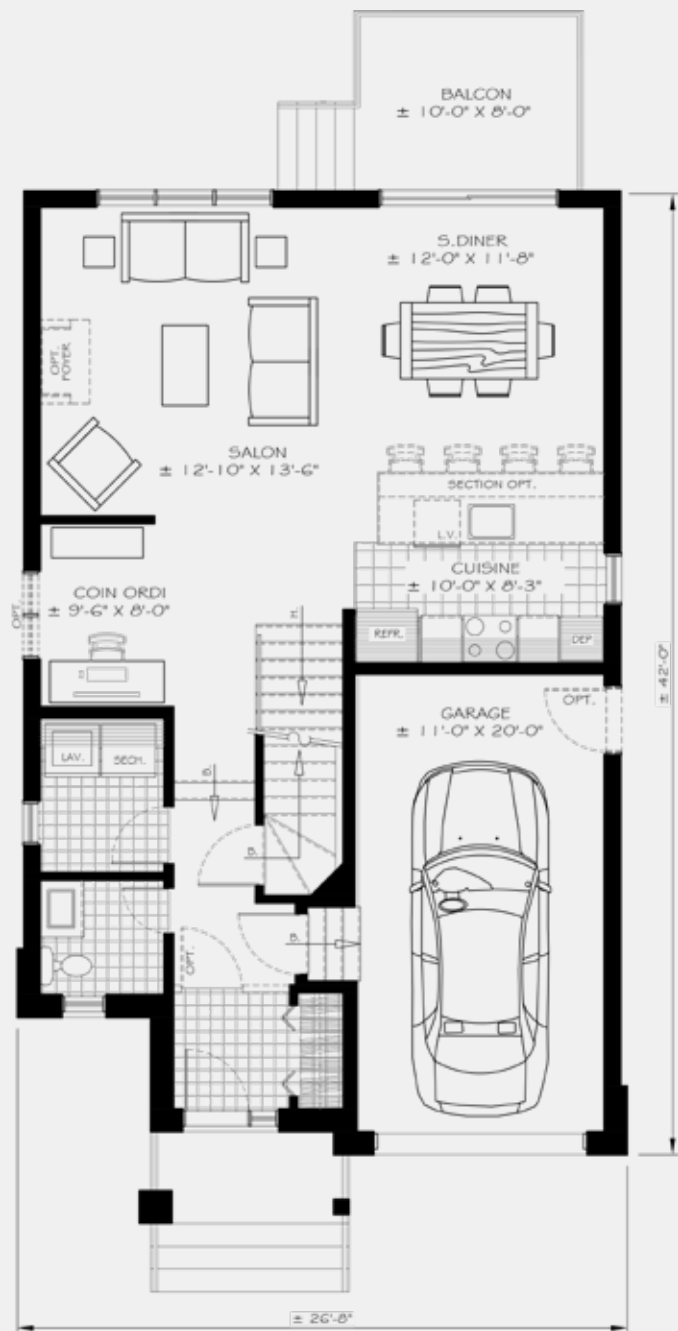 BALCON
± 10'-0" X 8'-0"
S.DINER
± 12'-0" X 11'-8"
OPT.
FOYER
SALON
± 12'-10" X 13'-6"
SECTION OPT.
L.V.
CUISINE
± 10'-0" X 8'-3"
COIN ORDI
± 9'-6" X 8'-0"
OPT.
H.
REFR.
DEP.
± 42'-0"
GARAGE
± 11'-0" X 20'-0"
OPT.
LAV.
SECH.
B.
B.
B.
OPT.
± 26'-8"